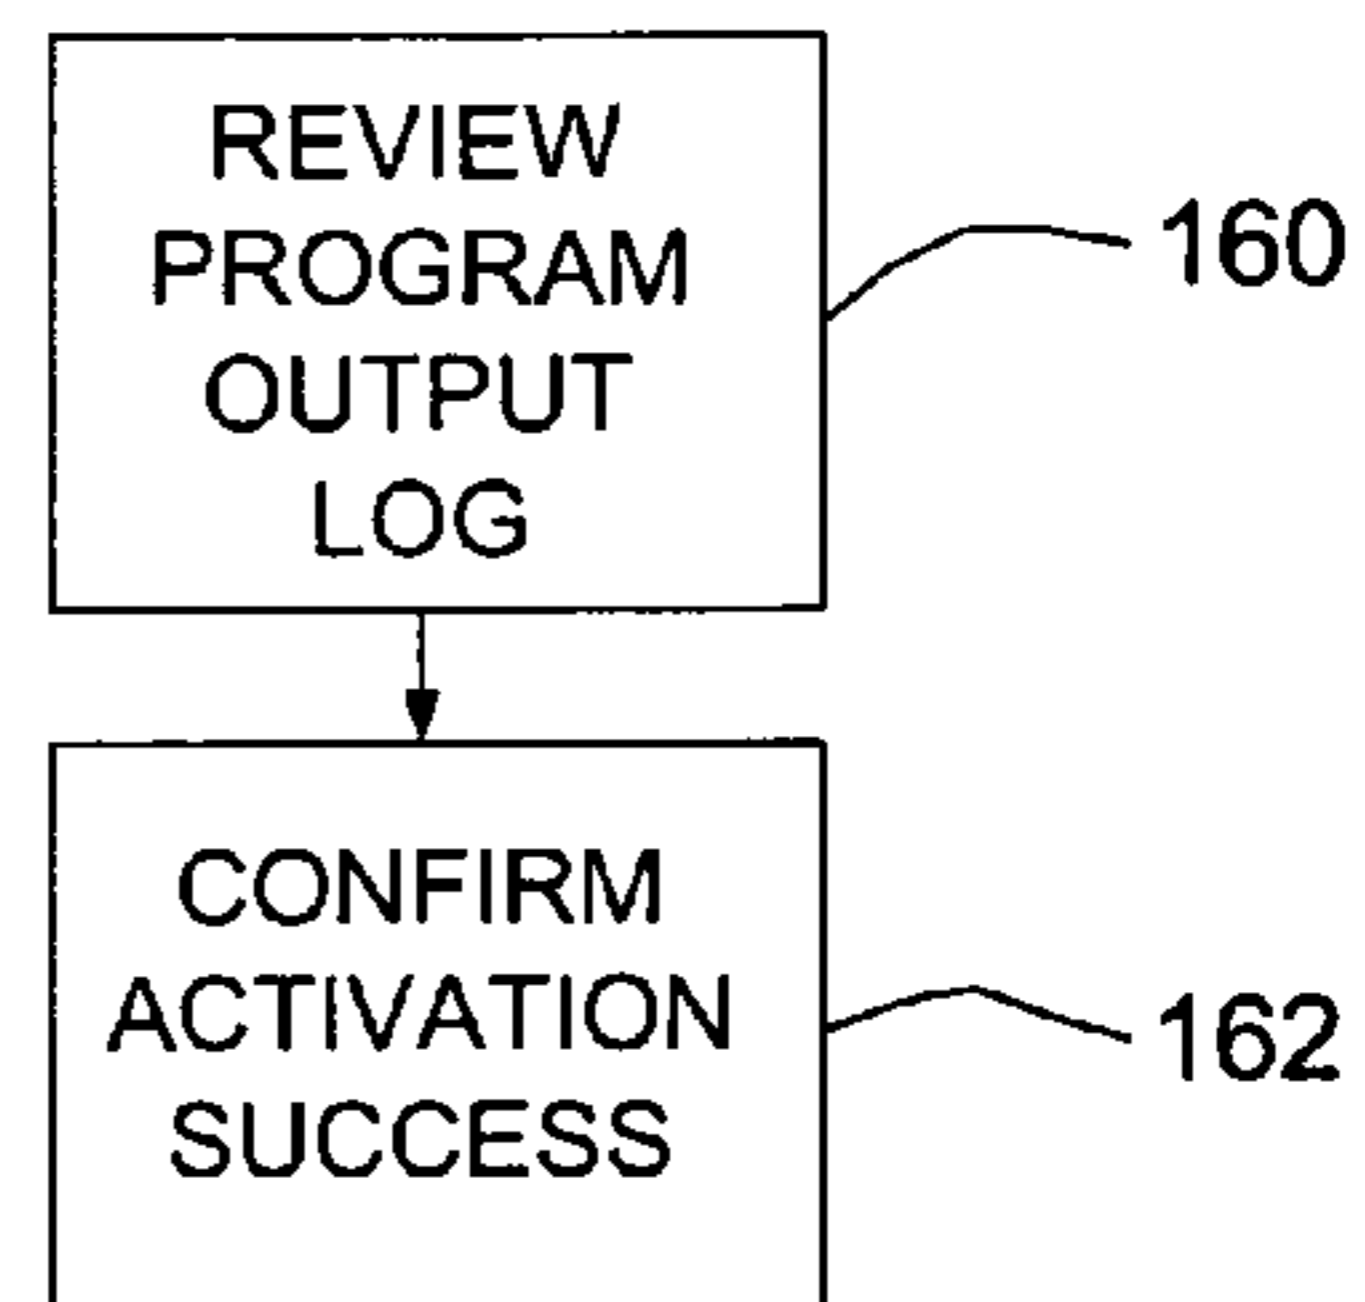 REVIEW
PROGRAM
OUTPUT
LOG
160
CONFIRM
ACTIVATION
SUCCESS
162